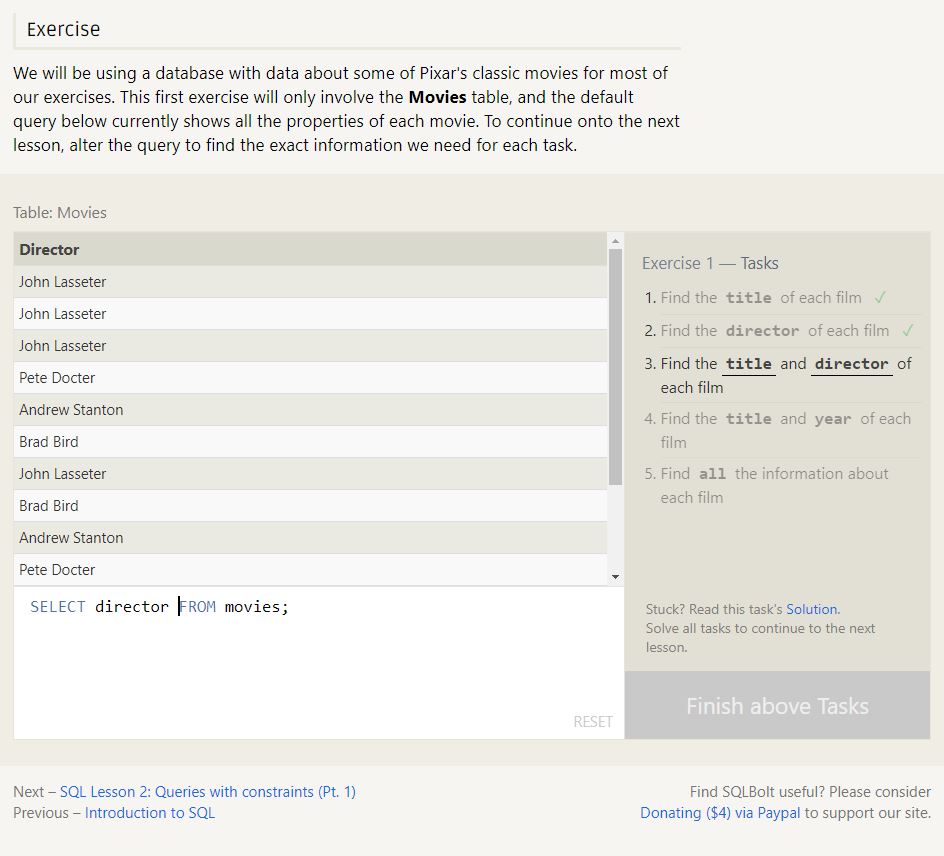 Exercise
We will be using a database with data about some of Pixar's classic movies for most of
our exercises. This first exercise will only involve the Movies table, and the default
query below currently shows all the properties of each movie. To continue onto the next
lesson, alter the query to find the exact information we need for each task.
Table: Movies
Director
John Lasseter
John Lasseter
John Lasseter
Pete Docter
Andrew Stanton
Brad Bird
John Lasseter
Brad Bird
Andrew Stanton
Pete Docter
SELECT director FROM movies;
RESET
Exercise 1 — Tasks
1. Find the title of each film ✓
2. Find the director of each film ✓
3. Find the title and director of
each film
4. Find the title and year of each
film
5. Find all the information about
each film
Stuck? Read this task's Solution.
Solve all tasks to continue to the next
lesson.
Finish above Tasks
Next – SQL Lesson 2: Queries with constraints (Pt. 1)
Previous – Introduction to SQL
Find SQLBolt useful? Please consider
Donating ($4) via Paypal to support our site.